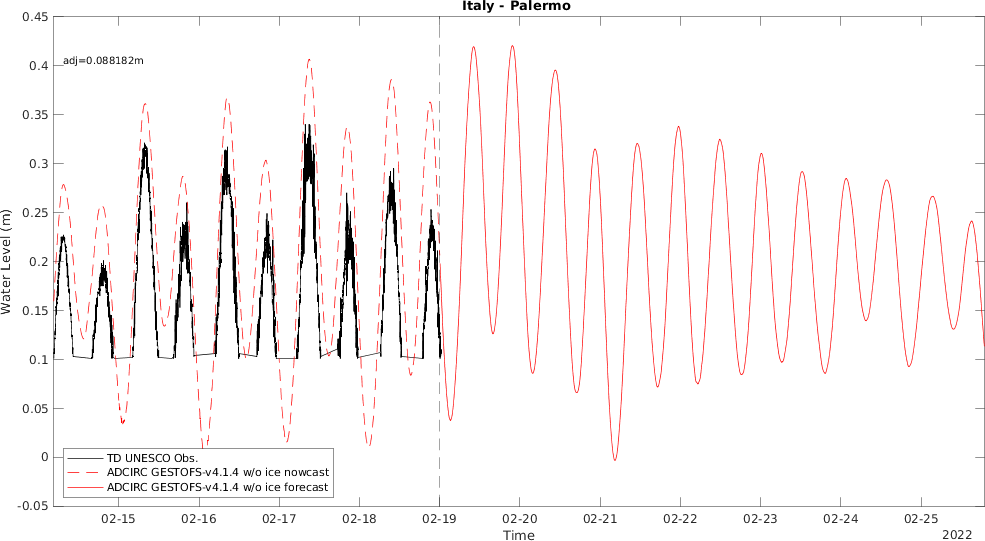 Italy - Palermo
0.45
adj=0.088182m
0.4
0.35
0.3
0.25
0.2
0.15
0.1
0.05
0
-0.05
Water Level (m)
TD UNESCO Obs.
ADCIRC GESTOFS-v4.1.4 w/o ice nowcast
ADCIRC GESTOFS-v4.1.4 w/o ice forecast
02-15 02-16 02-17 02-18 02-19 02-20 02-21 02-22 02-23 02-24 02-25
Time
2022